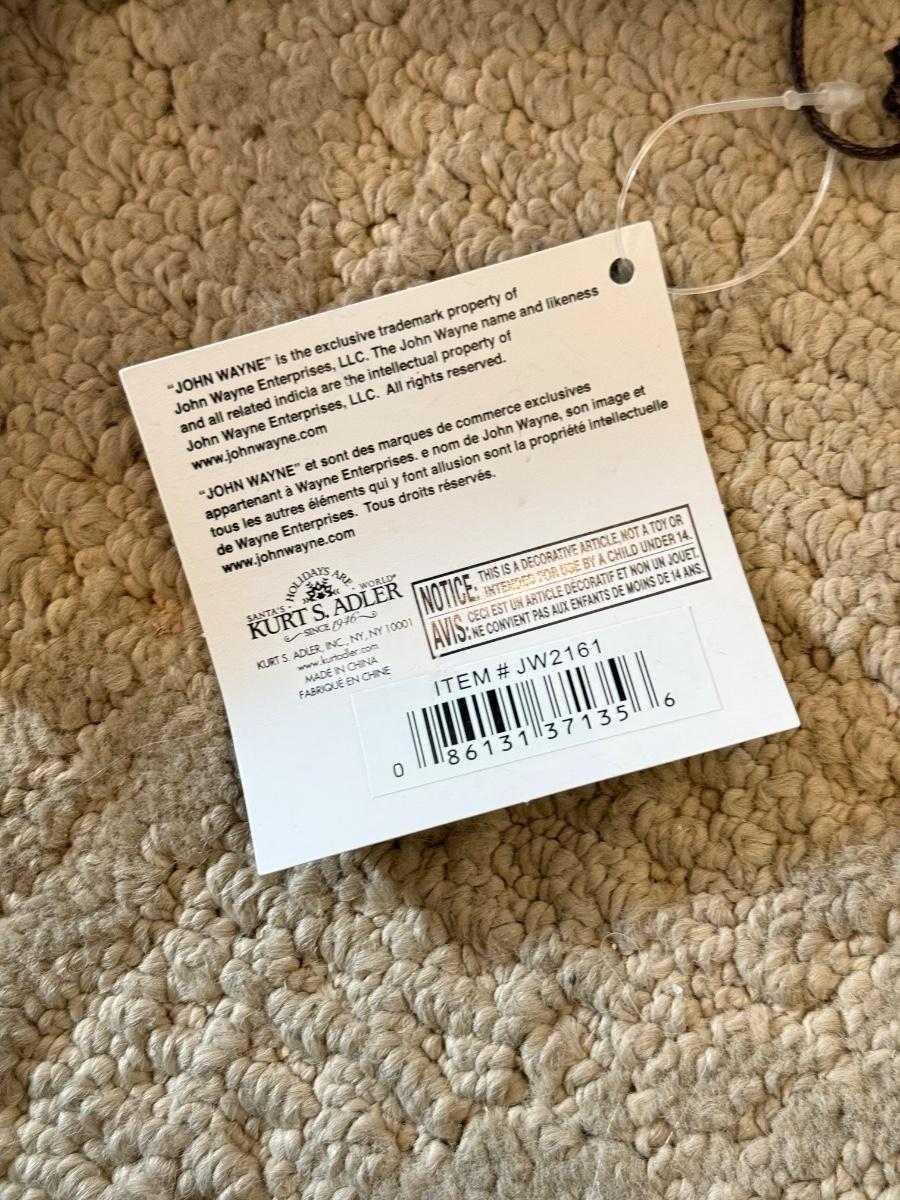 “JOHN WAYNE” is the exclusive trademark property of
John Wayne Enterprises, LLC. The John Wayne name and likeness
and all related indicia are the intellectual property of
John Wayne Enterprises, LLC. All rights reserved.
www.johnwayne.com
“JOHN WAYNE” et sont des marques de commerce exclusives
appartenant à Wayne Enterprises. e nom de John Wayne, son image et
tous les autres éléments qui y font allusion sont la propriété intellectuelle
de Wayne Enterprises. Tous droits réservés.
www.johnwayne.com
SANTA'S • HOLIDAYS ARE • WORLD®
KURT S. ADLER
SINCE 1946
KURT S. ADLER, INC., NY, NY 10001
www.kurtadler.com
MADE IN CHINA
FABRIQUÉ EN CHINE
NOTICE: THIS IS A DECORATIVE ARTICLE, NOT A TOY OR
INTENDED FOR USE BY A CHILD UNDER 14.
AVIS: CECI EST UN ARTICLE DÉCORATIF ET NON UN JOUET.
NE CONVIENT PAS AUX ENFANTS DE MOINS DE 14 ANS.
ITEM # JW2161
0 86131 37135 6